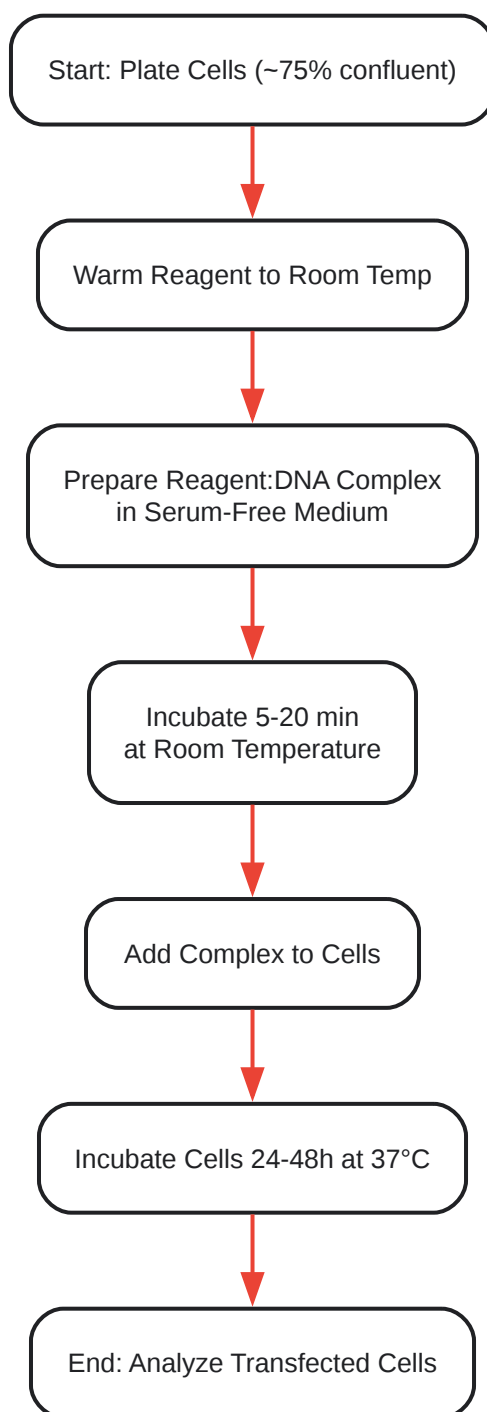 Start: Plate Cells (~75% confluent)
Warm Reagent to Room Temp
Prepare Reagent:DNA Complex
in Serum-Free Medium
Incubate 5-20 min
at Room Temperature
Add Complex to Cells
Incubate Cells 24-48h at 37°C
End: Analyze Transfected Cells